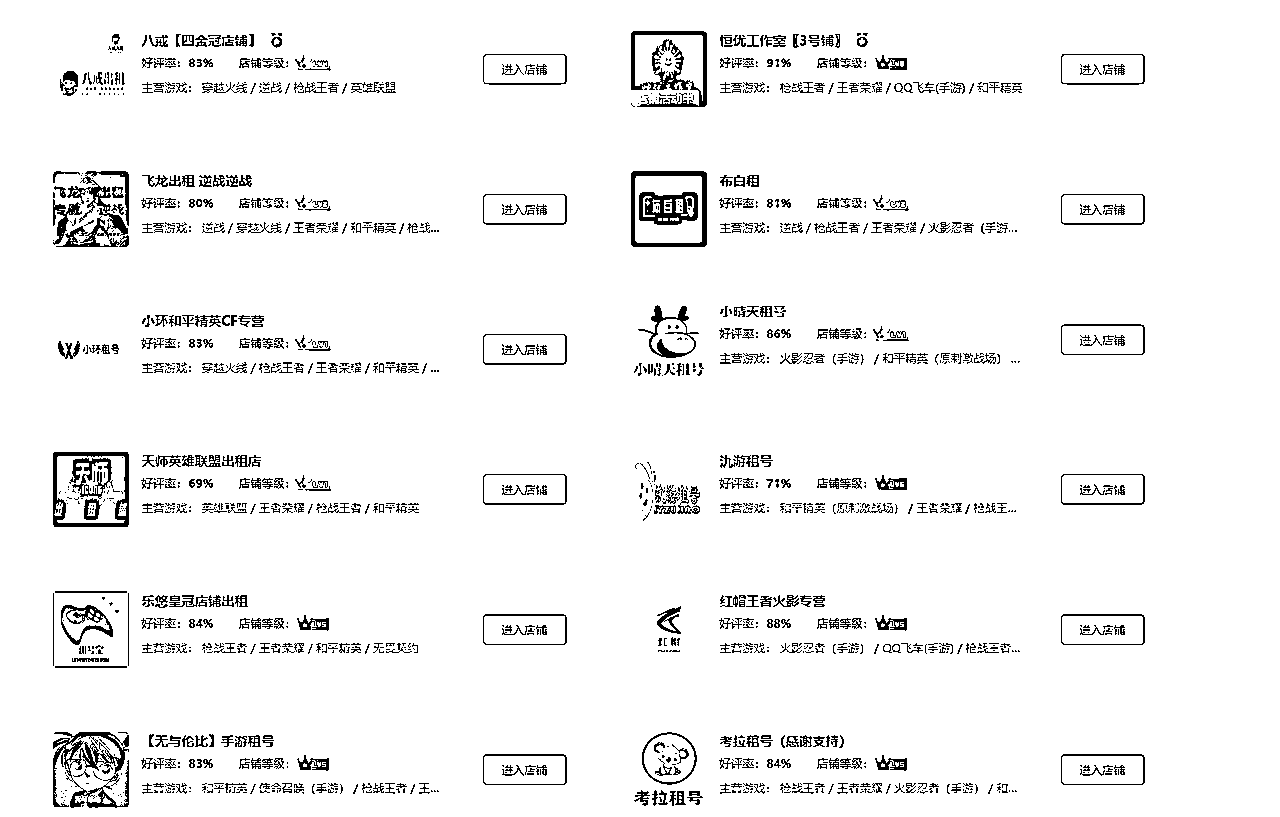 八戒【四金冠店铺】
好评率：83% 店铺等级：
主营游戏：穿越火线 / 逆战 / 枪战王者 / 英雄联盟
进入店铺
八戒出租
恒优工作室〖3号铺〗
好评率：91% 店铺等级：
主营游戏：枪战王者 / 王者荣耀 / QQ飞车(手游) / 和平精英
进入店铺
飞龙出租 逆战逆战
好评率：80% 店铺等级：
主营游戏：逆战 / 穿越火线 / 王者荣耀 / 和平精英 / 枪战...
进入店铺
飞龙出租
专业逆战
布白租
好评率：81% 店铺等级：
主营游戏：逆战 / 枪战王者 / 王者荣耀 / 火影忍者（手游...
进入店铺
小环和平精英CF专营
好评率：83% 店铺等级：
主营游戏：穿越火线 / 枪战王者 / 王者荣耀 / 和平精英 / ...
进入店铺
小环租号
小晴天租号
好评率：86% 店铺等级：
主营游戏：火影忍者（手游） / 和平精英（原刺激战场） ...
进入店铺
小晴天租号
天师英雄联盟出租店
好评率：69% 店铺等级：
主营游戏：英雄联盟 / 王者荣耀 / 枪战王者 / 和平精英
进入店铺
天师
氿游租号
好评率：71% 店铺等级：
主营游戏：和平精英（原刺激战场） / 王者荣耀 / 枪战王...
进入店铺
乐悠皇冠店铺出租
好评率：84% 店铺等级：
主营游戏：枪战王者 / 王者荣耀 / 和平精英 / 无畏契约
进入店铺
租号宝
红帽王者火影专营
好评率：88% 店铺等级：
主营游戏：火影忍者（手游） / QQ飞车(手游) / 枪战王者...
进入店铺
红帽
【无与伦比】手游租号
好评率：83% 店铺等级：
主营游戏：和平精英 / 使命召唤（手游） / 枪战王者 / 王...
进入店铺
考拉租号（感谢支持）
好评率：84% 店铺等级：
主营游戏：枪战王者 / 王者荣耀 / 火影忍者（手游） / 和...
进入店铺
考拉租号